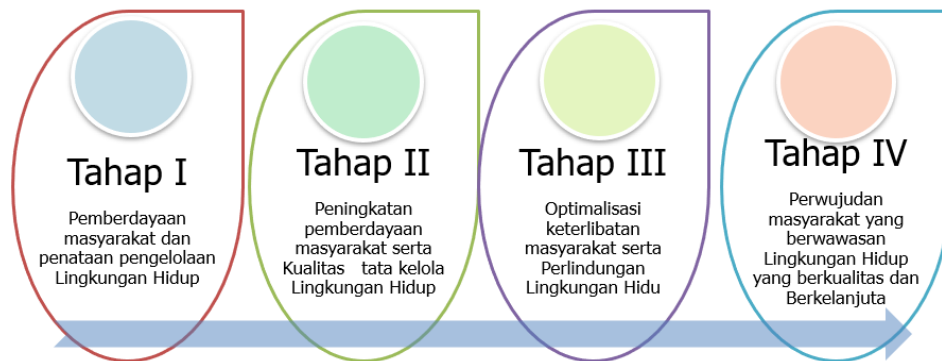 Tahap I
Pemberdayaan
masyarakat dan
penataan pengelolaan
Lingkungan Hidup
Tahap II
Peningkatan
pemberdayaan
masyarakat serta
Kualitas   tata kelola
Lingkungan Hidup
Tahap III
Optimalisasi
keterlibatan
masyarakat serta
Perlindungan
Lingkungan Hidu
Tahap IV
Perwujudan
masyarakat yang
berwawasan
Lingkungan Hidup
yang berkualitas dan
Berkelanjuta